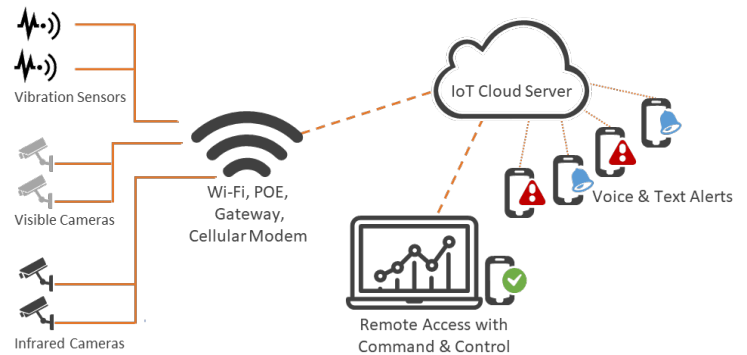 Vibration Sensors
Visible Cameras
Infrared Cameras
Wi-Fi, POE,
Gateway,
Cellular Modem
IoT Cloud Server
Voice & Text Alerts
Remote Access with
Command & Control